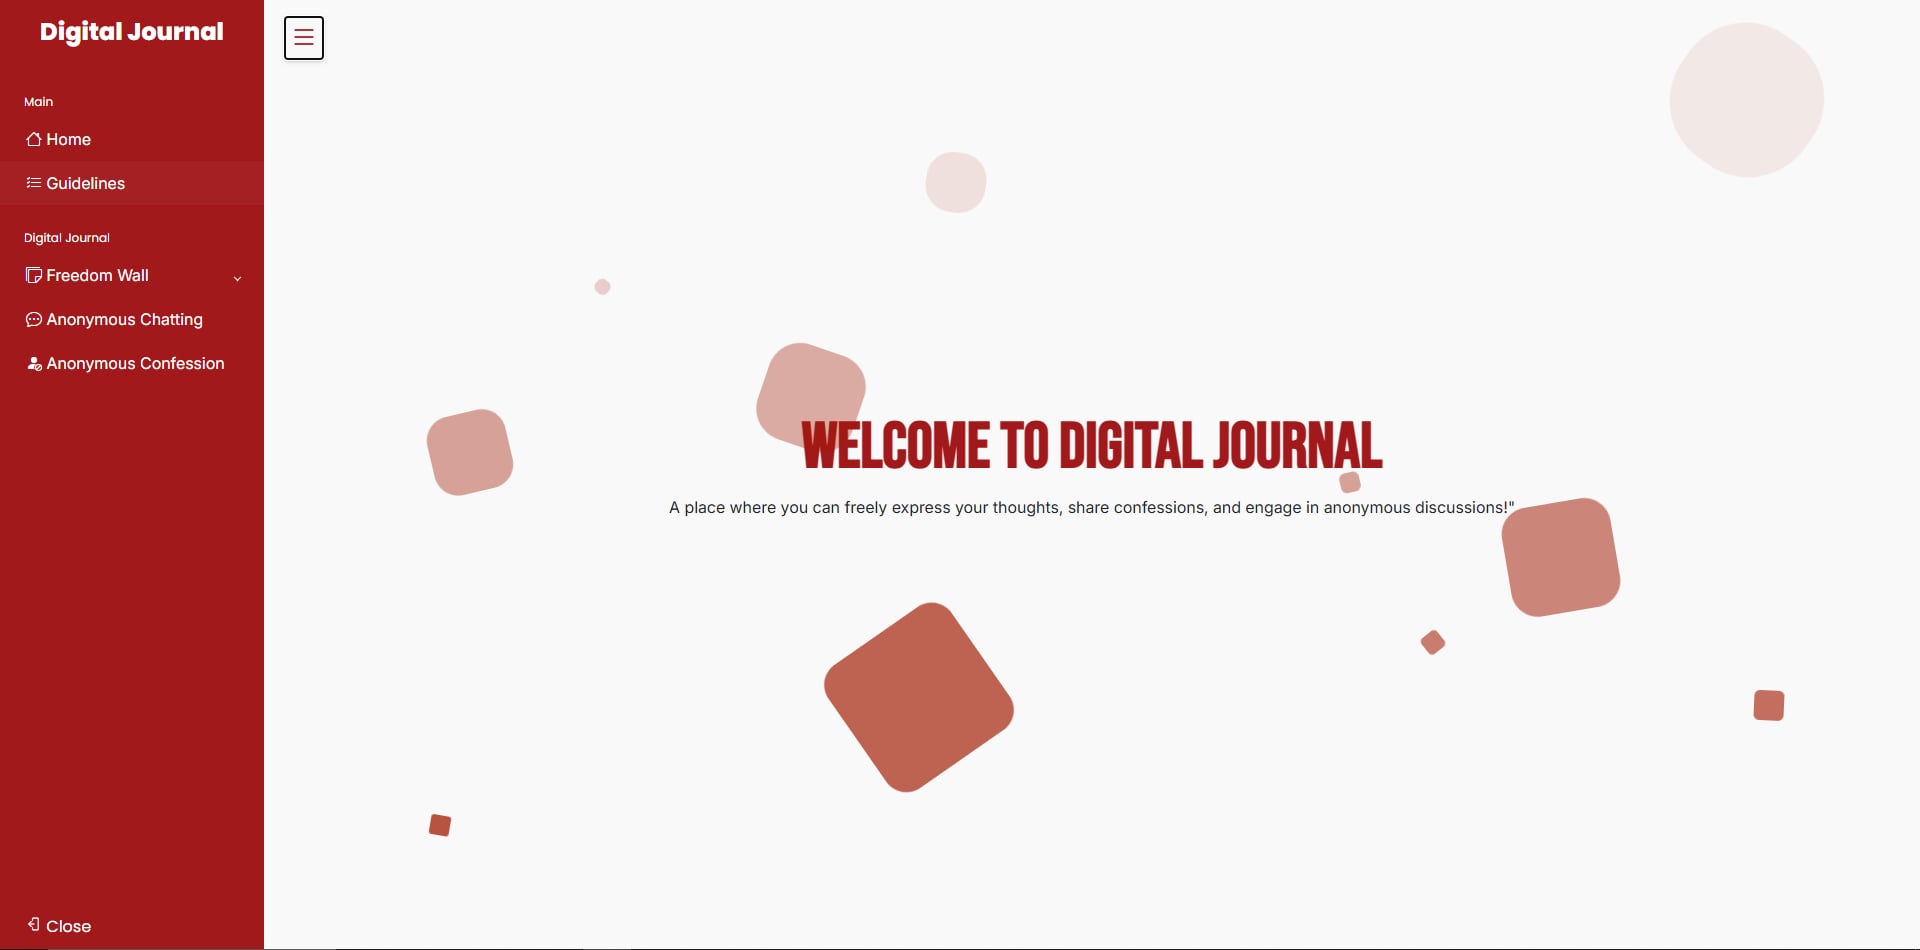 Digital Journal
Main
Home
Guidelines
Digital Journal
Freedom Wall
Anonymous Chatting
Anonymous Confession
Close
WELCOME TO DIGITAL JOURNAL
A place where you can freely express your thoughts, share confessions, and engage in anonymous discussions!"